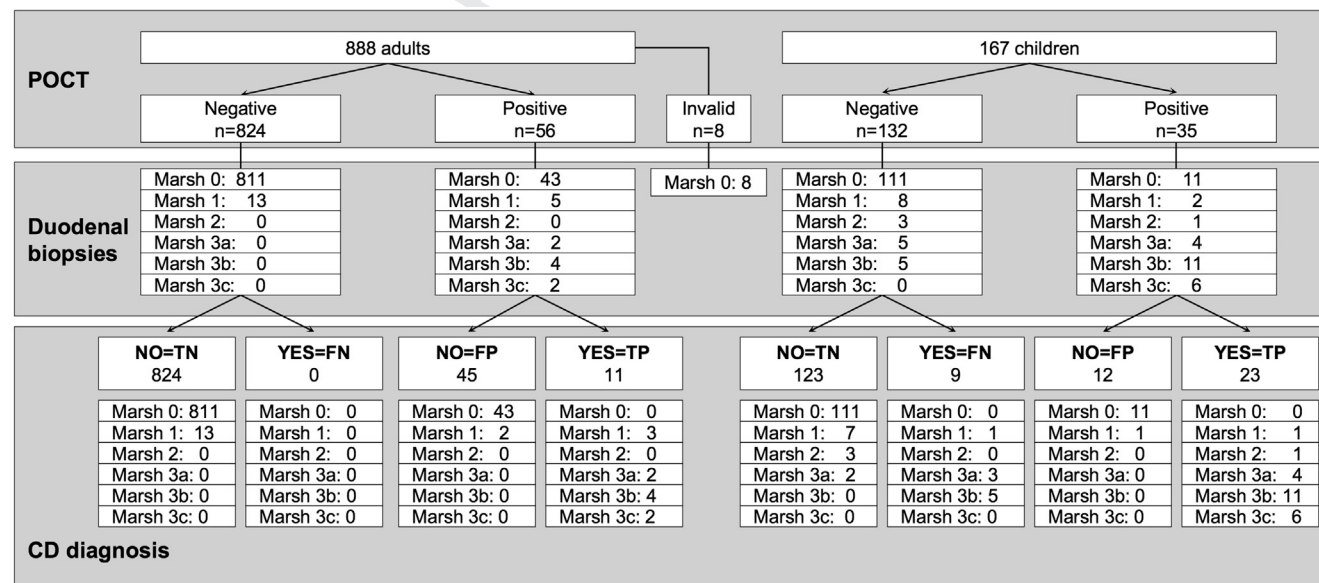 POCT
888 adults
167 children
Negative
n=824
Positive
n=56
Invalid
n=8
Negative
n=132
Positive
n=35
Duodenal
biopsies
Marsh 0: 811
Marsh 1: 13
Marsh 2: 0
Marsh 3a: 0
Marsh 3b: 0
Marsh 3c: 0
Marsh 0: 43
Marsh 1: 5
Marsh 2: 0
Marsh 3a: 2
Marsh 3b: 4
Marsh 3c: 2
Marsh 0: 8
Marsh 0: 111
Marsh 1: 8
Marsh 2: 3
Marsh 3a: 5
Marsh 3b: 5
Marsh 3c: 0
Marsh 0: 11
Marsh 1: 2
Marsh 2: 1
Marsh 3a: 4
Marsh 3b: 11
Marsh 3c: 6
NO=TN
824
YES=FN
0
NO=FP
45
YES=TP
11
NO=TN
123
YES=FN
9
NO=FP
12
YES=TP
23
Marsh 0: 811
Marsh 1: 13
Marsh 2: 0
Marsh 3a: 0
Marsh 3b: 0
Marsh 3c: 0
Marsh 0: 0
Marsh 1: 0
Marsh 2: 0
Marsh 3a: 0
Marsh 3b: 0
Marsh 3c: 0
Marsh 0: 43
Marsh 1: 2
Marsh 2: 0
Marsh 3a: 0
Marsh 3b: 0
Marsh 3c: 0
Marsh 0: 0
Marsh 1: 3
Marsh 2: 0
Marsh 3a: 2
Marsh 3b: 4
Marsh 3c: 2
Marsh 0: 111
Marsh 1: 7
Marsh 2: 3
Marsh 3a: 2
Marsh 3b: 0
Marsh 3c: 0
Marsh 0: 0
Marsh 1: 1
Marsh 2: 0
Marsh 3a: 3
Marsh 3b: 5
Marsh 3c: 0
Marsh 0: 11
Marsh 1: 1
Marsh 2: 0
Marsh 3a: 0
Marsh 3b: 0
Marsh 3c: 0
Marsh 0: 0
Marsh 1: 1
Marsh 2: 1
Marsh 3a: 4
Marsh 3b: 11
Marsh 3c: 6
CD diagnosis